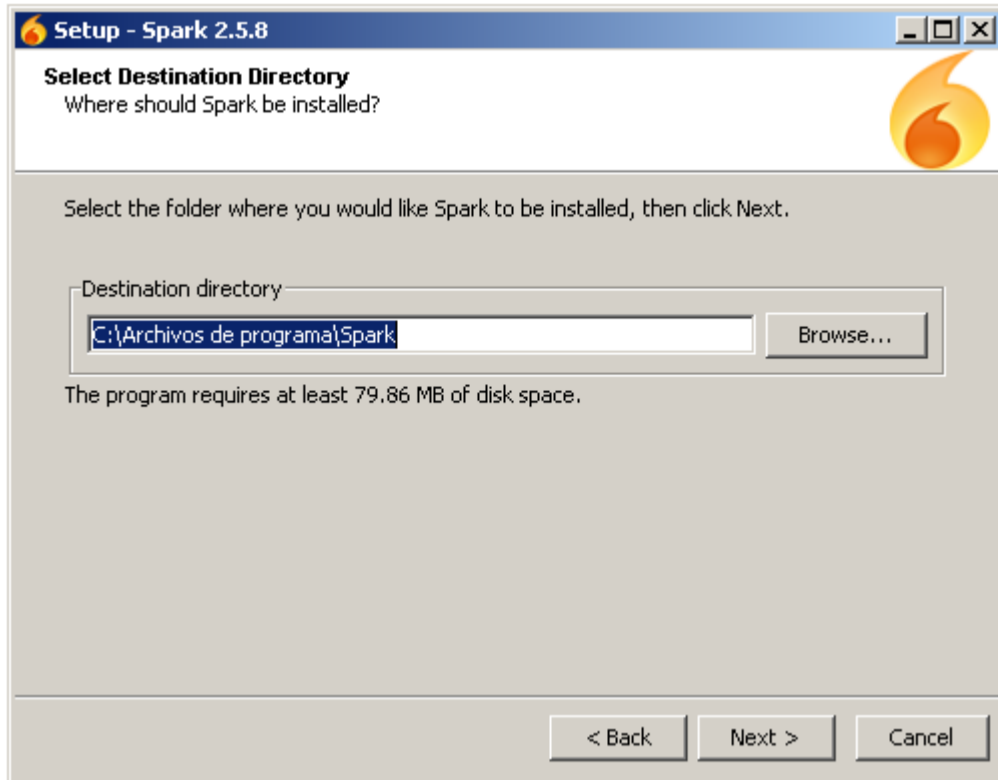 Setup - Spark 2.5.8
Select Destination Directory
Where should Spark be installed?
Select the folder where you would like Spark to be installed, then click Next.
Destination directory
C:\Archivos de programa\Spark
Browse...
The program requires at least 79.86 MB of disk space.
< Back
Next >
Cancel